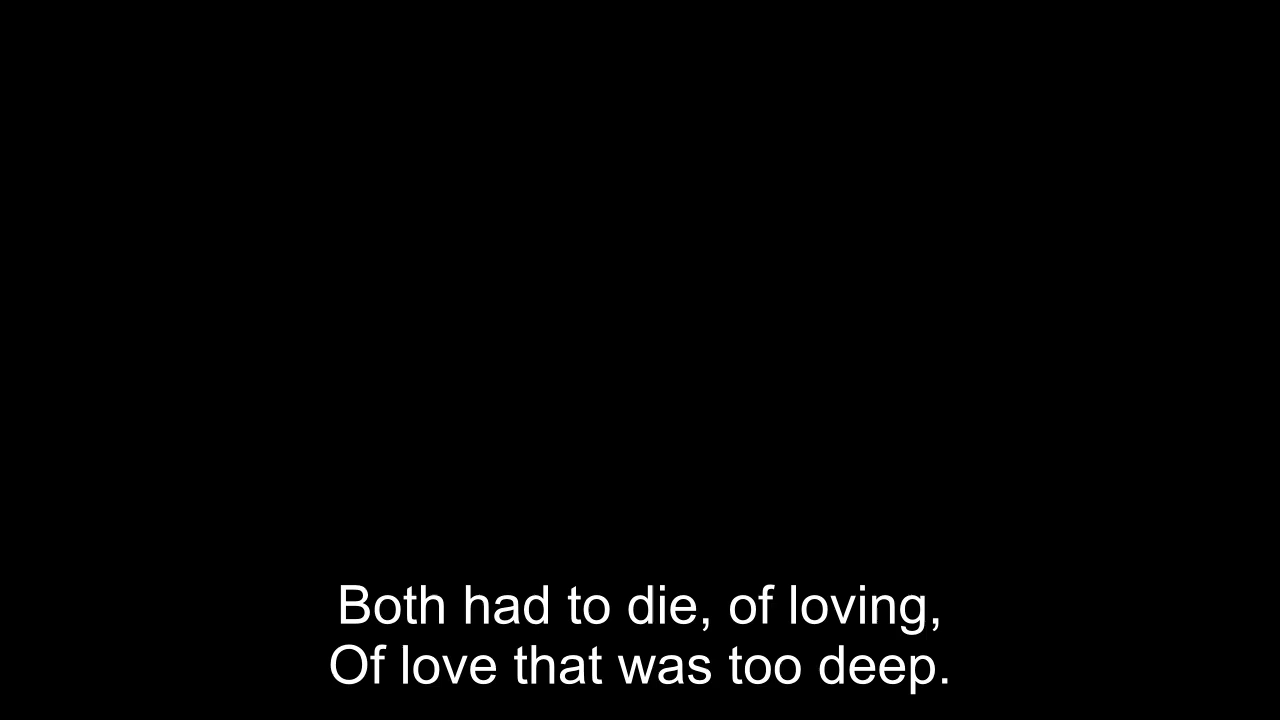 Both had to die, of loving,
Of love that was too deep.